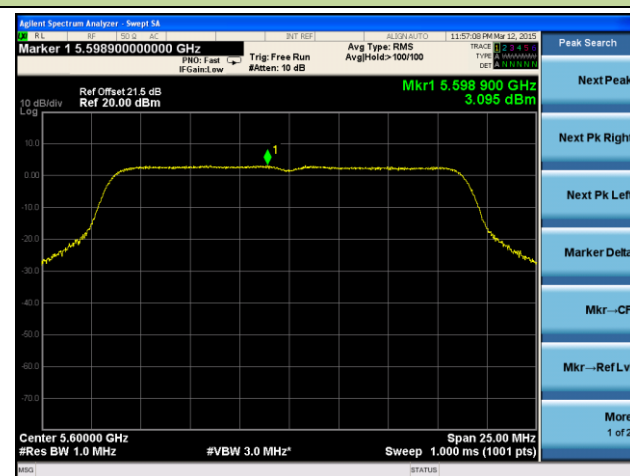 Agilent Spectrum Analyzer - Swept SA
RL RF 50 Ω AC INT REF ALIGN AUTO 11:57:08 PM Mar 12, 2015
Marker 1 5.598900000000 GHz
PNO: Fast
IFGain:Low
Trig: Free Run
#Atten: 10 dB
Avg Type: RMS
Avg|Hold:>100/100
TRACE 1 2 3 4 5 6
TYPE A WWWWW
DET A N N N N N
Peak Search
Ref Offset 21.5 dB
Ref 20.00 dBm
10 dB/div
Log
Mkr1 5.598 900 GHz
3.095 dBm
Next Peak
10.0
1
Next Pk Right
0.00
-10.0
Next Pk Left
-20.0
Marker Delta
-30.0
-40.0
Mkr→CF
-50.0
-60.0
Mkr→Ref Lv
-70.0
More
1 of 2
Center 5.60000 GHz
Span 25.00 MHz
#Res BW 1.0 MHz
#VBW 3.0 MHz*
Sweep 1.000 ms (1001 pts)
MSG STATUS